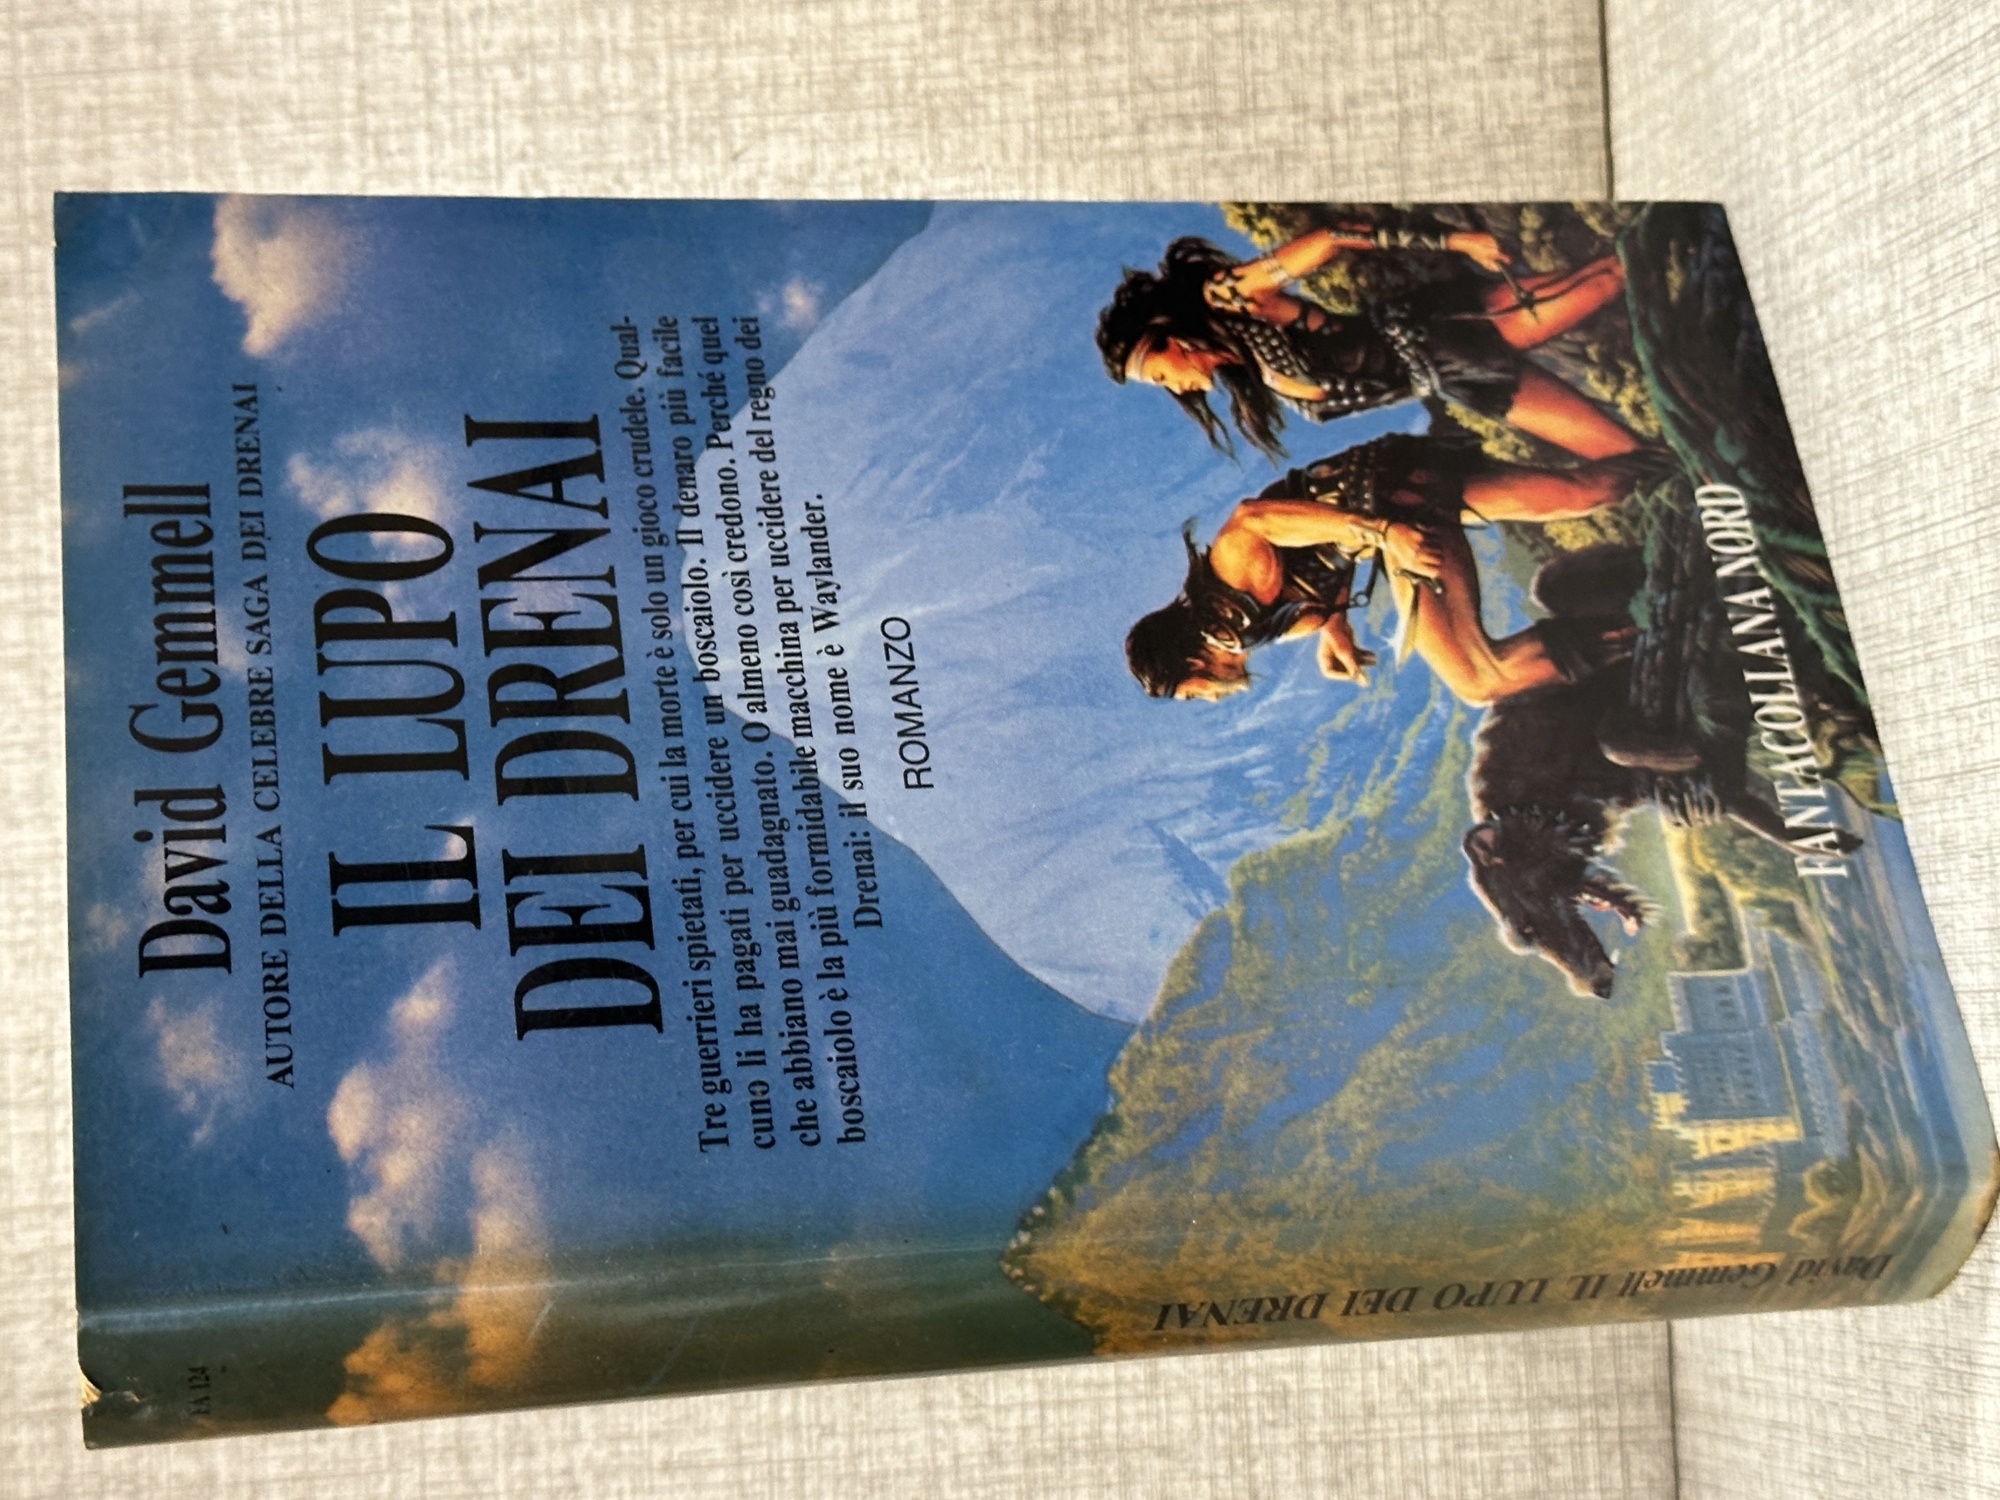 David Gemmell
AUTORE DELLA CELEBRE SAGA DEI DRENAI
IL LUPO
DEI DRENAI
Tre guerrieri spietati, per cui la morte è solo un gioco crudele. Qual-
cuno li ha pagati per uccidere un boscaiolo. Il denaro più facile
che abbiano mai guadagnato. O almeno così credono. Perché quel
boscaiolo è la più formidabile macchina per uccidere del regno dei
Drenai: il suo nome è Waylander.
ROMANZO
FANTACOLLANA NORD
FA 124
David Gemmell IL LUPO DEI DRENAI